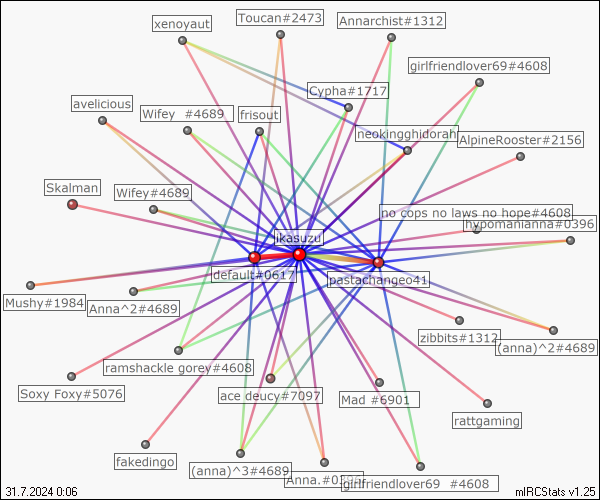 Toucan#2473
xenoyaut
Annarchist#1312
girlfriendlover69#4608
Cypha#1717
avelicious
Wifey #4689
frisout
neokingghidorah
AlpineRooster#2156
Skalman
Wifey#4689
no cops no laws no hope#4608
hypomanianna#0396
ikasuzu
default#0617
pastachangeo41
Mushy#1984
Anna^2#4689
zibbits#1312
(anna)^2#4689
ramshackle gorey#4608
Soxy Foxy#5076
ace deucy#7097
Mad #6901
rattgaming
fakedingo
(anna)^3#4689
girlfriendlover69 #4608
31.7.2024 0:06
mIRCStats v1.25